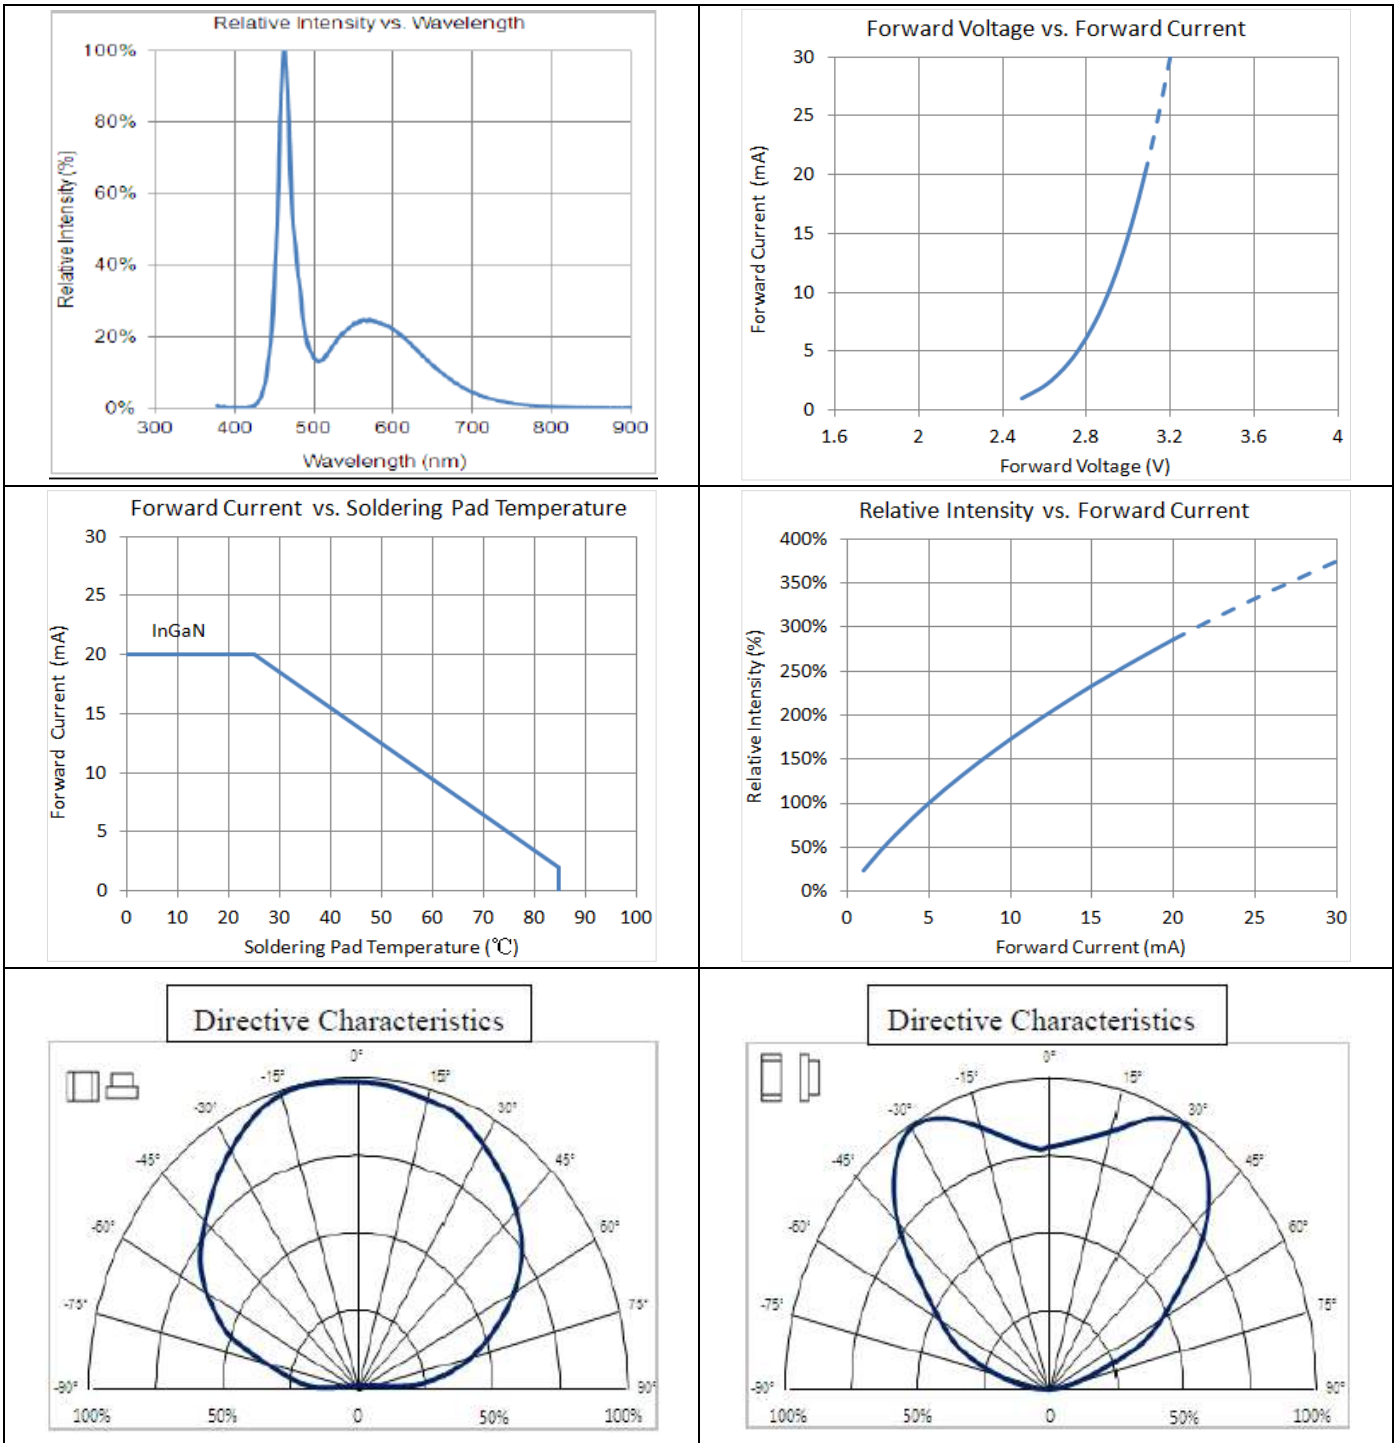 Relative Intensity vs. Wavelength
100%
80%
60%
40%
20%
0%
Relative Intensity (%)
300 400 500 600 700 800 900
Wavelength (nm)
Forward Voltage vs. Forward Current
30
25
20
15
10
5
0
Forward Current (mA)
1.6 2 2.4 2.8 3.2 3.6 4
Forward Voltage (V)
Forward Current vs. Soldering Pad Temperature
30
25
20
15
10
5
0
InGaN
Forward Current (mA)
0 10 20 30 40 50 60 70 80 90 100
Soldering Pad Temperature (℃)
Relative Intensity vs. Forward Current
400%
350%
300%
250%
200%
150%
100%
50%
0%
Relative Intensity (%)
0 5 10 15 20 25 30
Forward Current (mA)
Directive Characteristics
0°
-15° 15°
-30° 30°
-45° 45°
-60° 60°
-75° 75°
-90° 90°
100% 50% 0 50% 100%
Directive Characteristics
0°
-15° 15°
-30° 30°
-45° 45°
-60° 60°
-75° 75°
-90° 90°
100% 50% 0 50% 100%